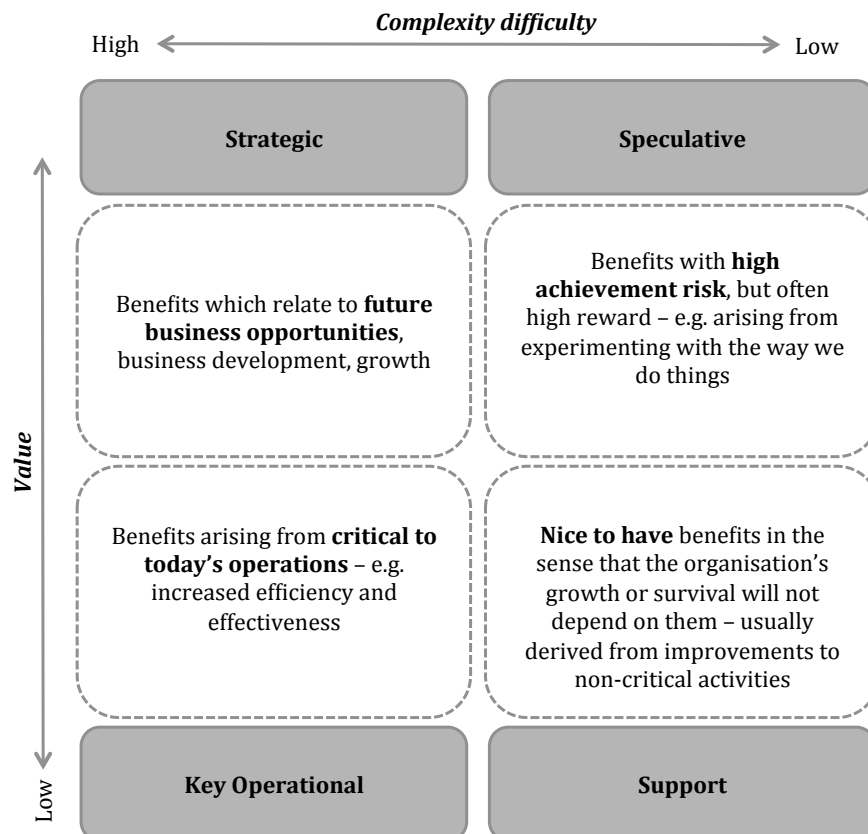 Complexity difficulty
High
Low
Strategic
Speculative
Value
Benefits which relate to future
business opportunities,
business development, growth
Benefits with high
achievement risk, but often
high reward – e.g. arising from
experimenting with the way we
do things
Benefits arising from critical to
today's operations – e.g.
increased efficiency and
effectiveness
Nice to have benefits in the
sense that the organisation's
growth or survival will not
depend on them – usually
derived from improvements to
non-critical activities
Low
Key Operational
Support